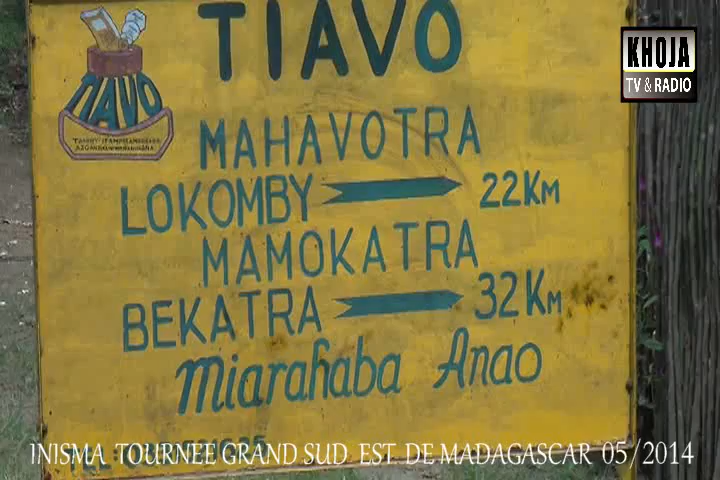 TIAVO
KHOJA
TV & RADIO
TIAVO
MAHAVOTRA
LOKOMBY 22KM
MAMOKATRA
BEKATRA 32KM
Miarahaba Anao
INISMA TOURNEE GRAND SUD EST DE MADAGASCAR 05/2014